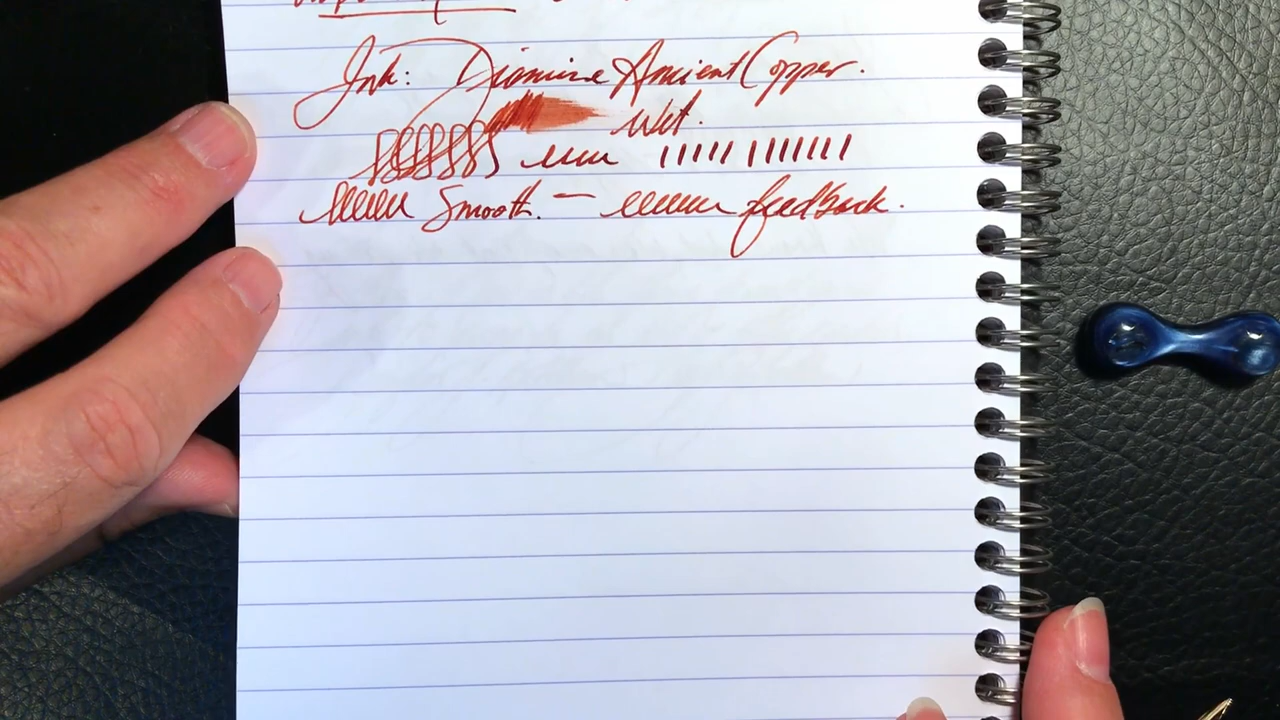 Ink: Diamine Ancient Copper.
Wet.
Smooth. — feedback.